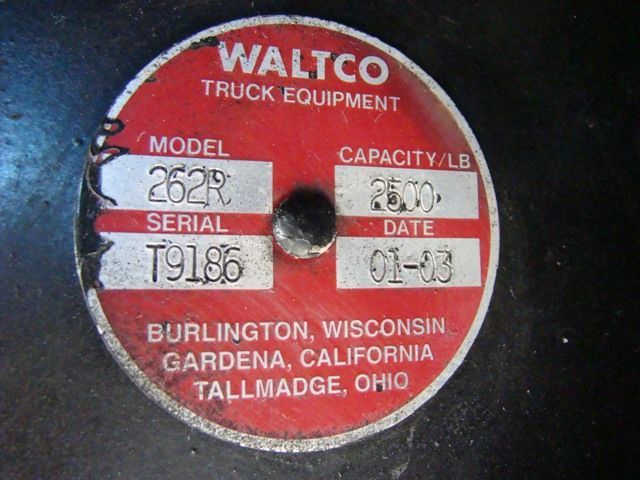 WALTCO
TRUCK EQUIPMENT
MODEL
262R
CAPACITY/LB
2500
SERIAL
T9186
DATE
01-03
BURLINGTON, WISCONSIN
GARDENA, CALIFORNIA
TALLMADGE, OHIO